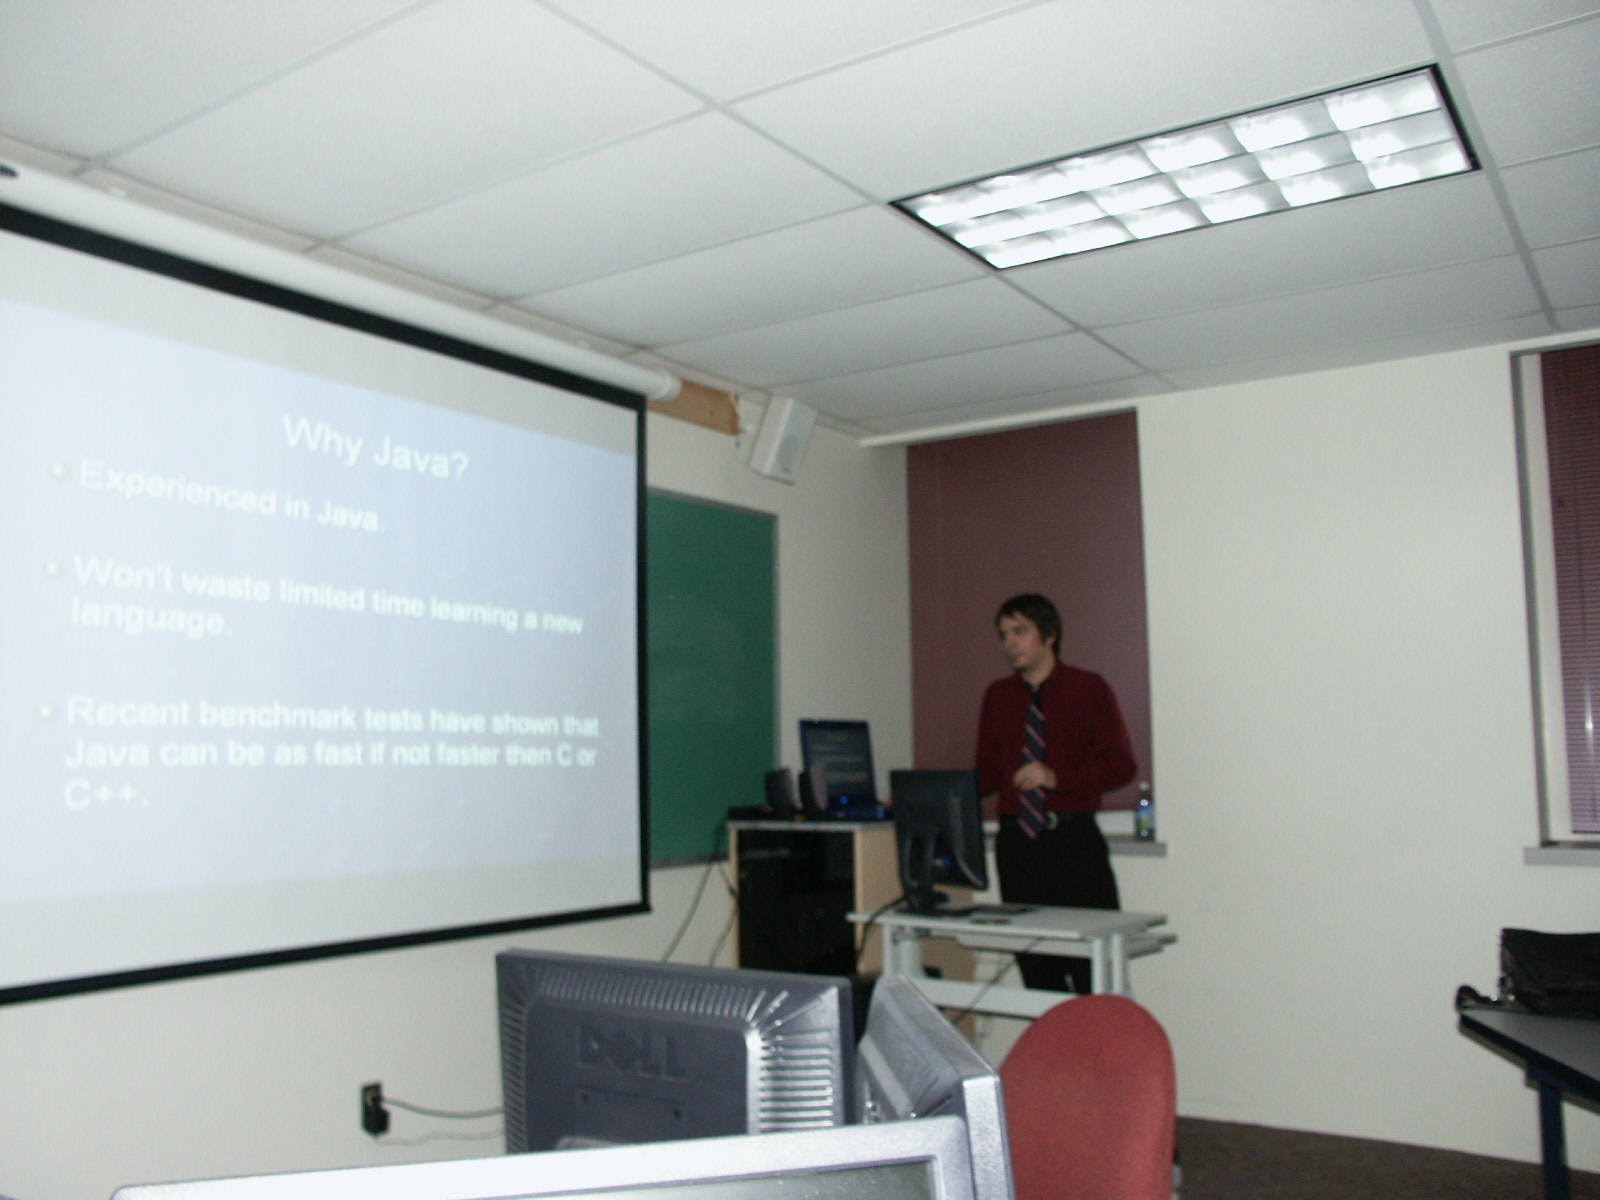 Why Java?
• Experienced in Java.
• Won't waste limited time learning a new
language.
• Recent benchmark tests have shown that
Java can be as fast if not faster then C or
C++.
DELL